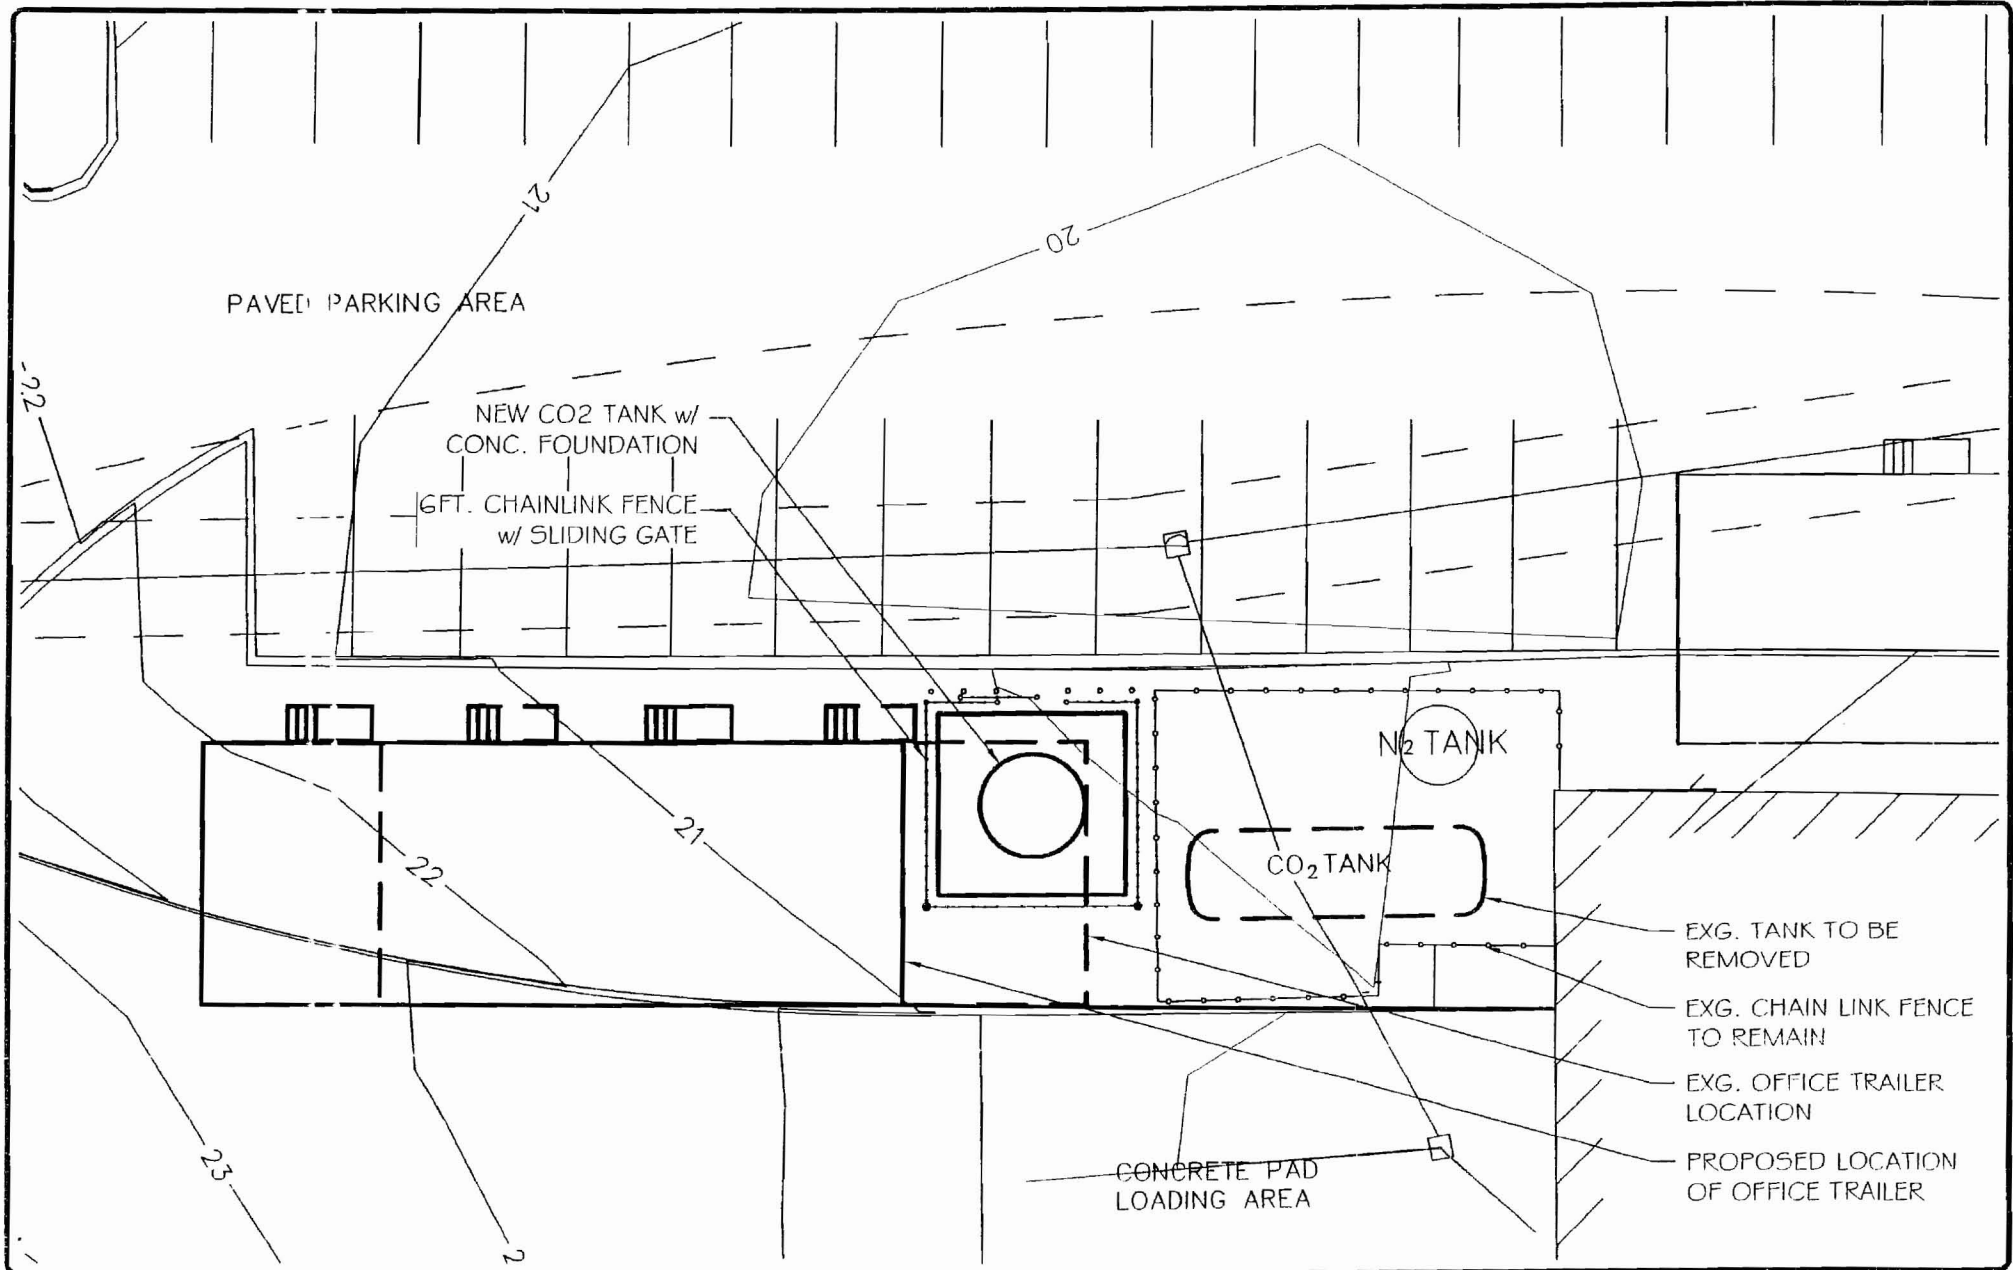 21
20
PAVED PARKING AREA
22
NEW CO2 TANK w/
CONC. FOUNDATION
6FT. CHAINLINK FENCE
w/ SLIDING GATE
N2 TANK
21
22
CO2 TANK
EXG. TANK TO BE
REMOVED
EXG. CHAIN LINK FENCE
TO REMAIN
EXG. OFFICE TRAILER
LOCATION
PROPOSED LOCATION
OF OFFICE TRAILER
23
CONCRETE PAD
LOADING AREA
2